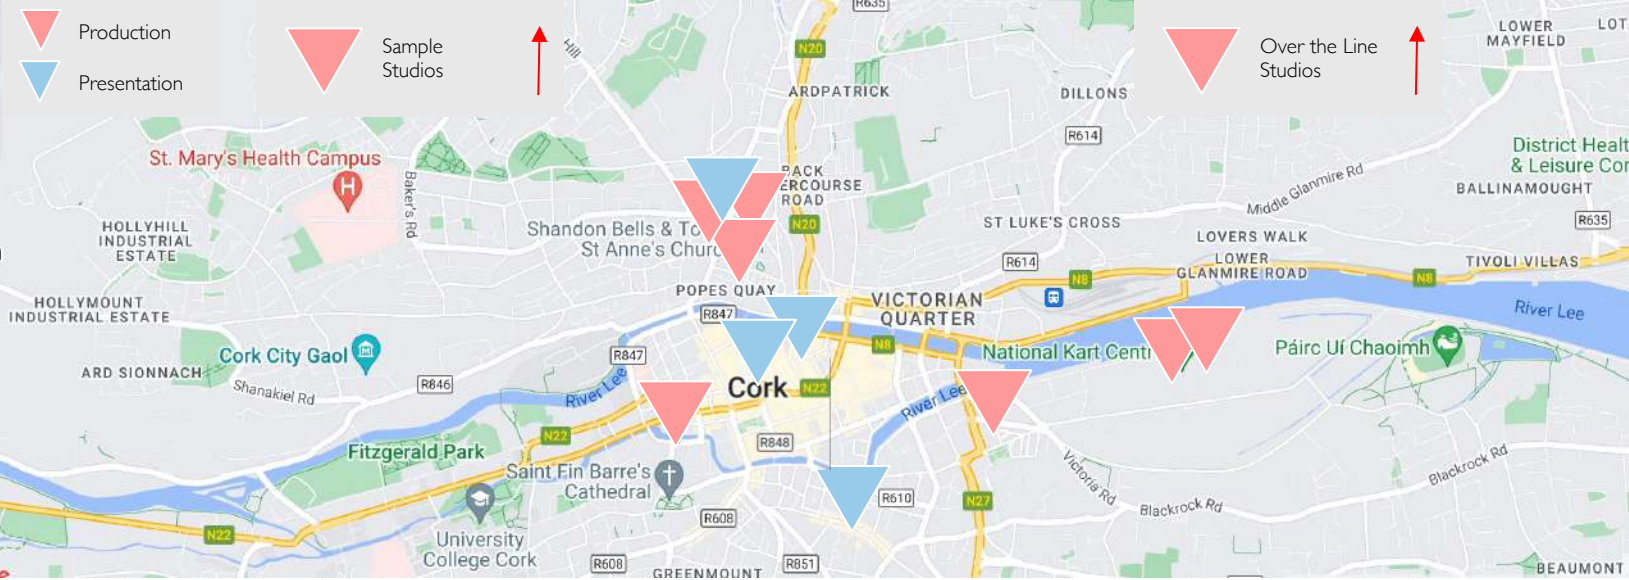 Production
Presentation
Sample
Studios
Over the Line
Studios
Hill
R635
N20
ARDPATRICK
DILLONS
R614
LOWER
MAYFIELD
St. Mary's Health Campus
H
Baker's Rd
BACK
ERCOURSE
ROAD
District Healt
& Leisure
BALLINAMOUGHT
Middle Glanmire Rd
R635
HOLLYHILL
INDUSTRIAL
ESTATE
Shandon Bells & To
St Anne's Churc
N20
ST LUKE'S CROSS
LOVERS WALK
LOWER
GLANMIRE ROAD
TIVOLI VILLAS
R614
N8
N8
HOLLYMOUNT
INDUSTRIAL ESTATE
POPES QUAY
R847
VICTORIAN
QUARTER
River Lee
Cork City Gaol
R847
N8
National Kart Cent
Páirc Uí Chaoimh
ARD SIONNACH
Shanakiel Rd
R846
River Lee
Cork
N22
River Lee
N22
R848
Fitzgerald Park
Saint Fin Barre's
Cathedral
R610
N27
Victoria Rd
Blackrock Rd
Blackrock Rd
N22
R608
University
College Cork
R608
GREENMOUNT
R851
BEAUMONT